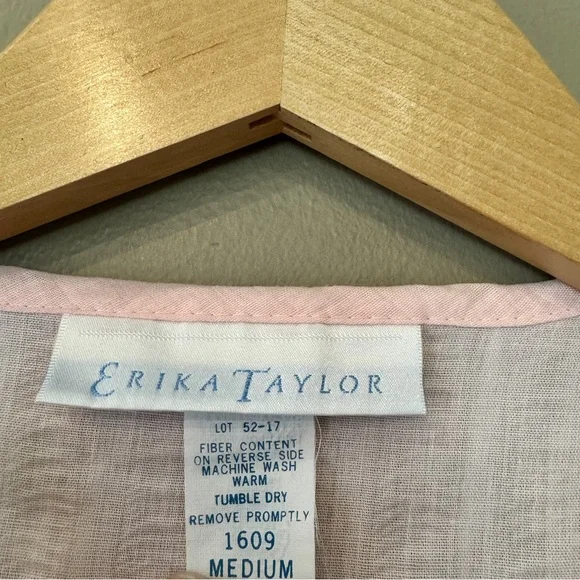 ERIKA TAYLOR
LOT 52-17
FIBER CONTENT
ON REVERSE SIDE
MACHINE WASH
WARM
TUMBLE DRY
REMOVE PROMPTLY
1609
MEDIUM